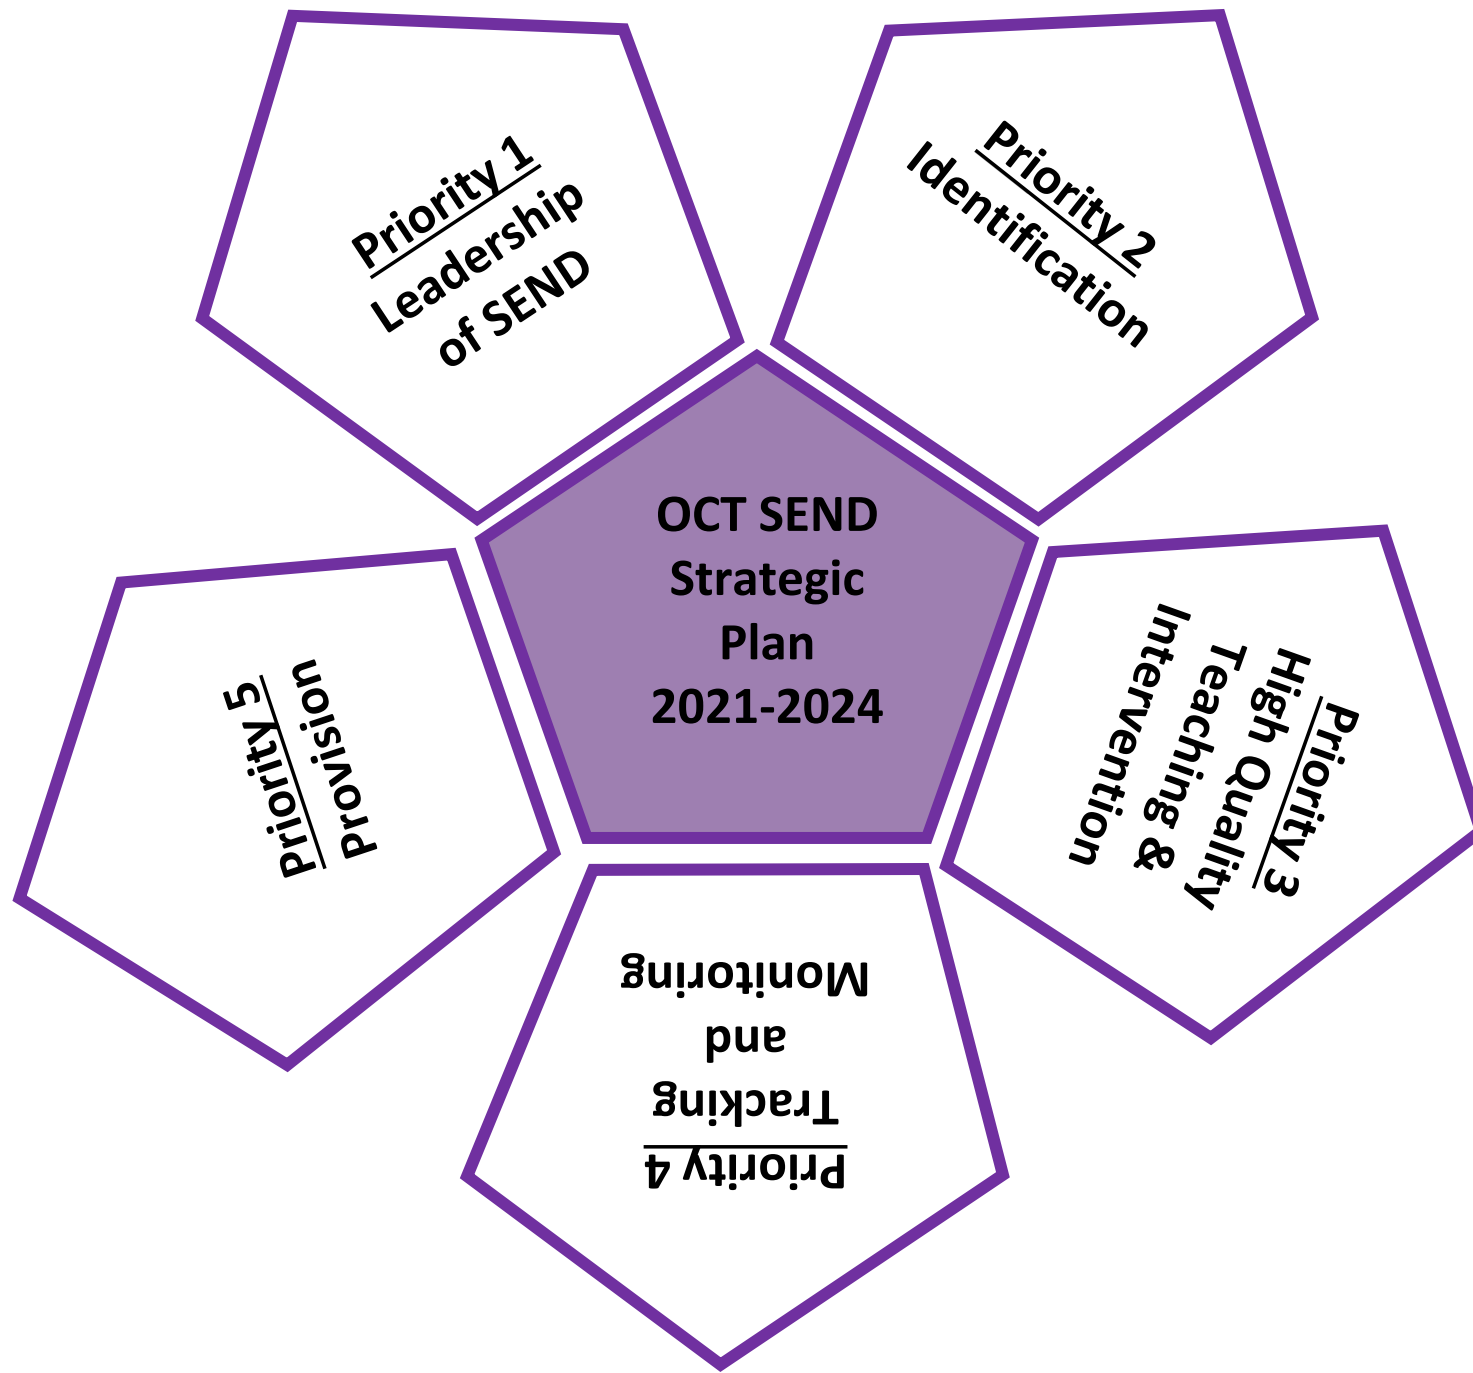 Priority 1
Leadership
of SEND
Priority 2
Identification
OCT SEND
Strategic
Plan
2021-2024
Priority 3
High Quality
Teaching &
Intervention
Priority 4
Tracking
and
Monitoring
Priority 5
Provision